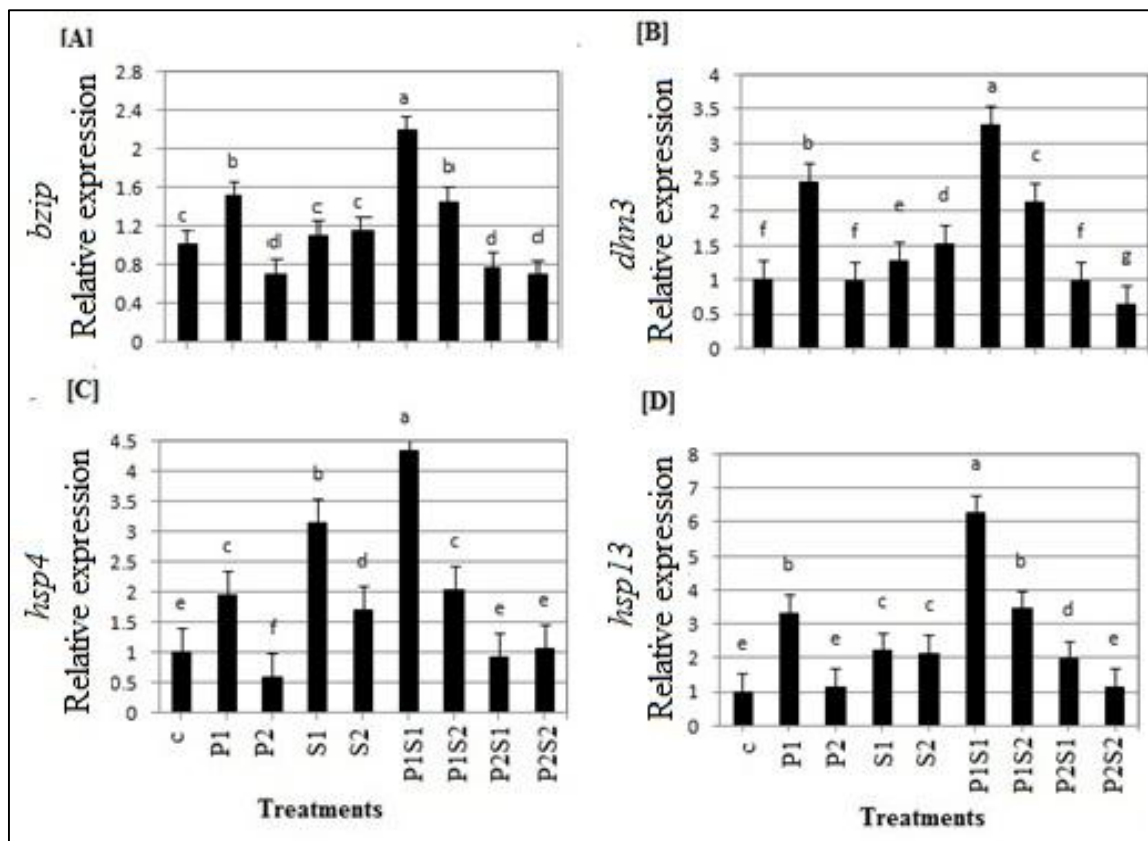 [A]
bzip
Relative expression
2.8
2.4
2
1.6
1.2
0.8
0.4
0
c
b
d
c
c
a
b
d
d
[B]
dhn3
Relative expression
4
3.5
3
2.5
2
1.5
1
0.5
0
f
b
f
e
d
a
c
f
g
[C]
hsp4
Relative expression
4.5
4
3.5
3
2.5
2
1.5
1
0.5
0
e
c
f
b
d
a
c
e
e
c P1 P2 S1 S2 P1S1 P1S2 P2S1 P2S2
Treatments
[D]
hsp13
Relative expression
8
7
6
5
4
3
2
1
0
e
b
e
c
c
a
b
d
e
c P1 P2 S1 S2 P1S1 P1S2 P2S1 P2S2
Treatments